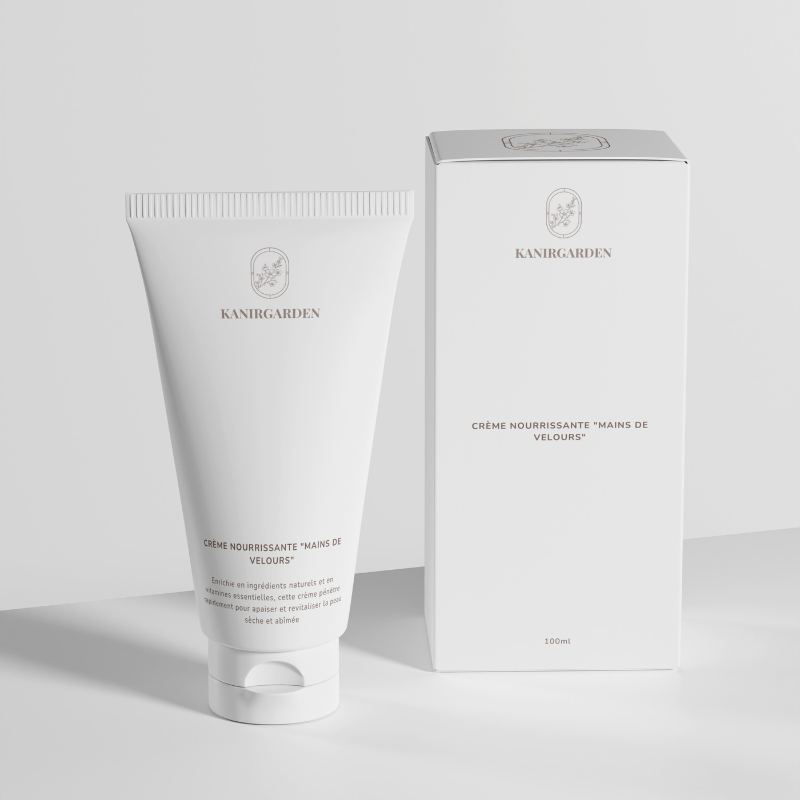 KANIRGARDEN
CRÈME NOURRISSANTE "MAINS DE
VELOURS"
Enrichie en ingrédients naturels et en
vitamines essentielles, cette crème pénètre
rapidement pour apaiser et revitaliser la peau
sèche et abîmée
KANIRGARDEN
CRÈME NOURRISSANTE "MAINS DE
VELOURS"
100ml